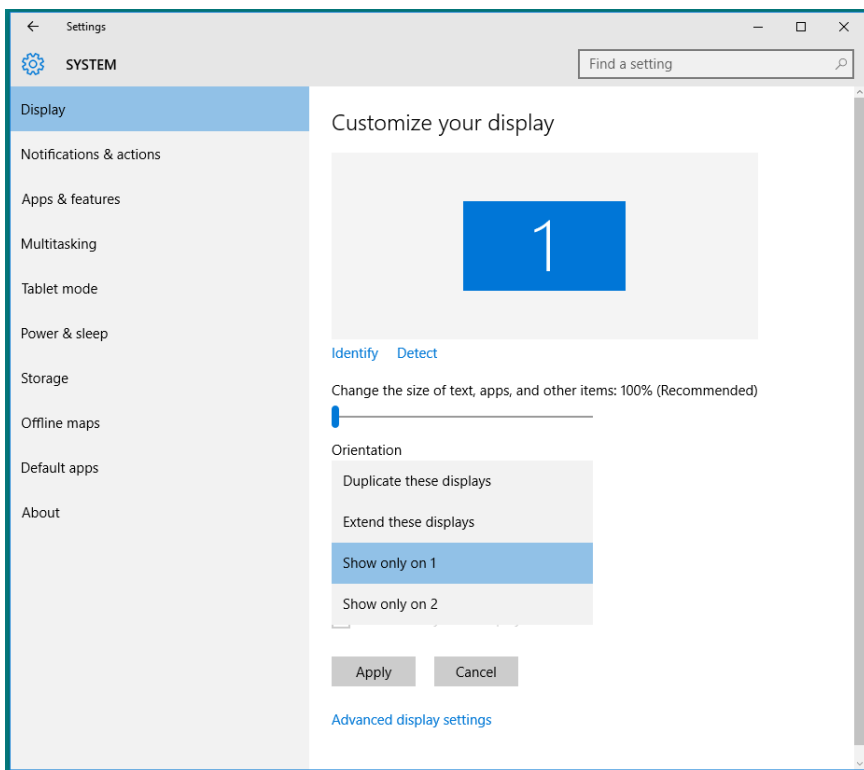 Settings
SYSTEM
Find a setting
Display
Notifications & actions
Apps & features
Multitasking
Tablet mode
Power & sleep
Storage
Offline maps
Default apps
About
Customize your display
1
Identify Detect
Change the size of text, apps, and other items: 100% (Recommended)
Orientation
Duplicate these displays
Extend these displays
Show only on 1
Show only on 2
Apply Cancel
Advanced display settings